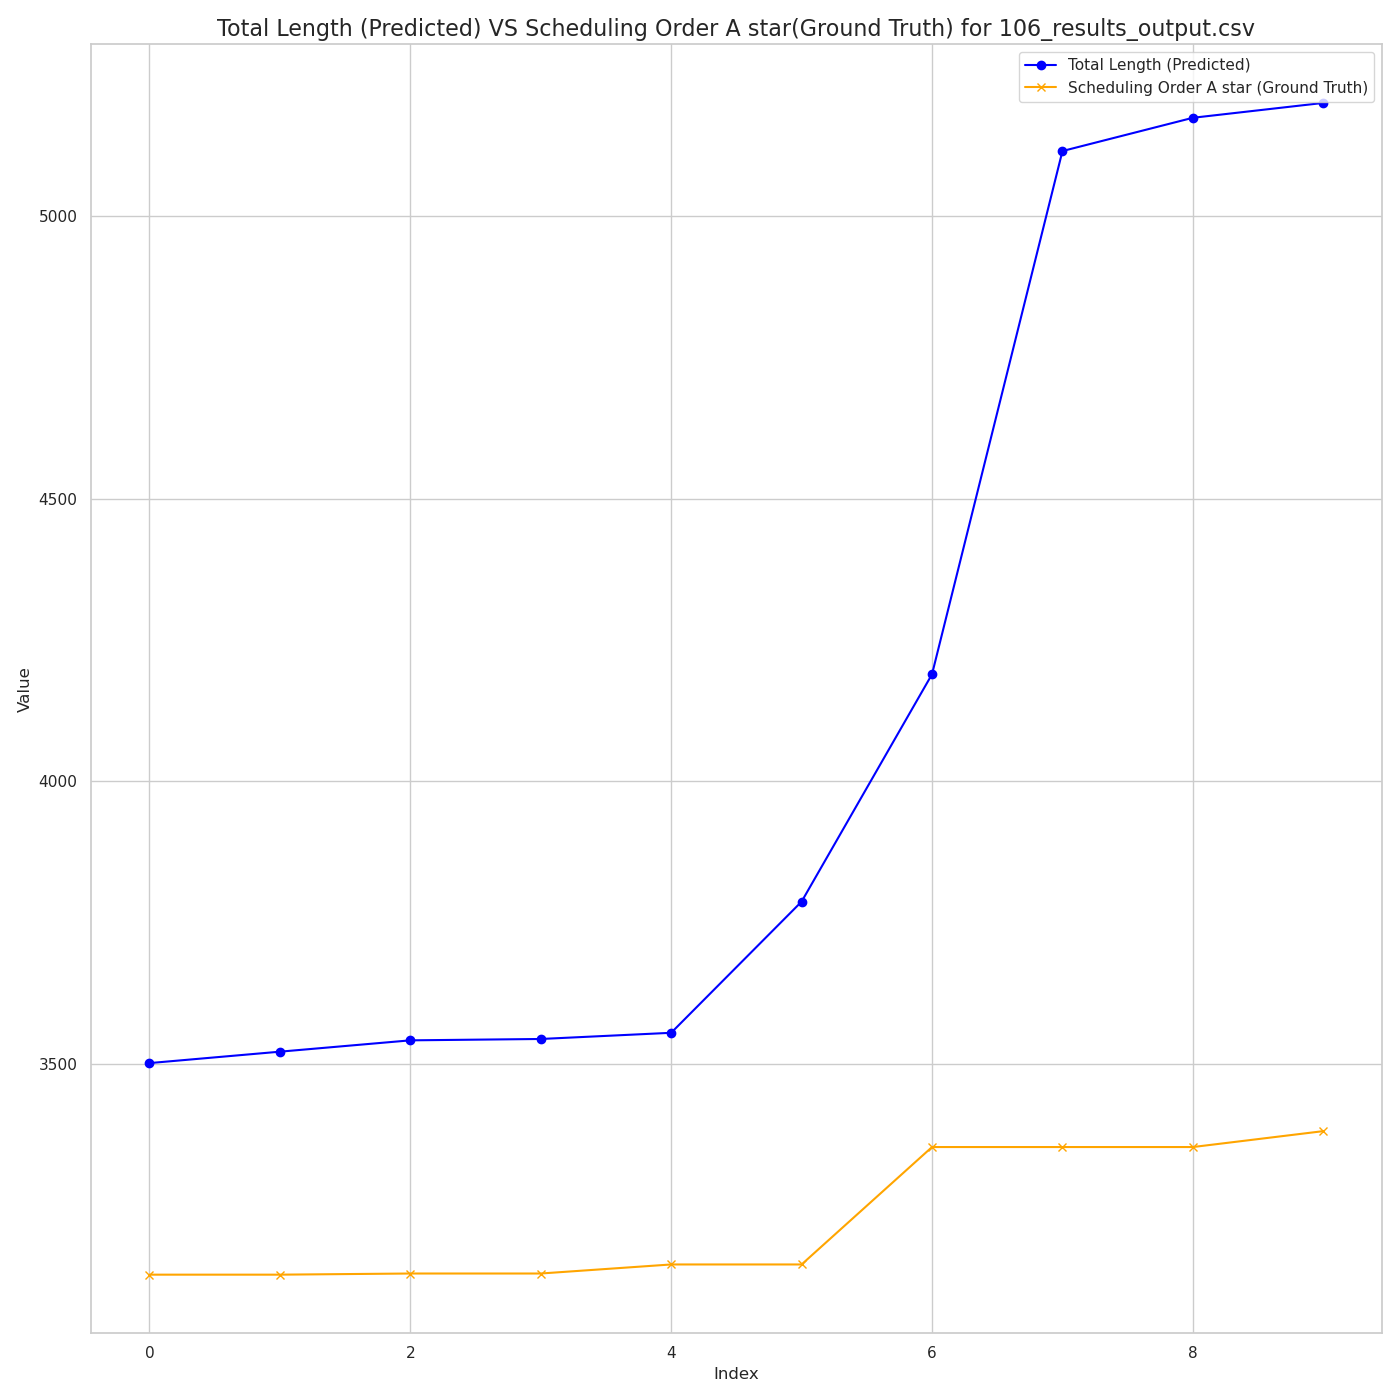 Total Length (Predicted) VS Scheduling Order A star(Ground Truth) for 106_results_output.csv
Total Length (Predicted)
Scheduling Order A star (Ground Truth)
5000
4500
4000
3500
Value
0 2 4 6 8
Index